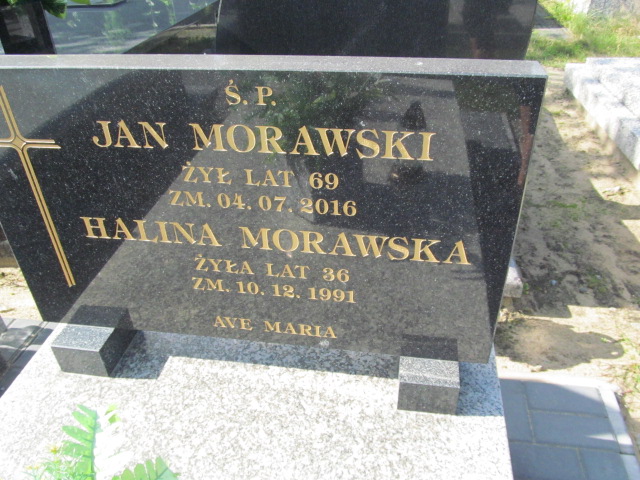 Ś.P.
JAN MORAWSKI
ŻYŁ LAT 69
ZM. 04.07.2016
HALINA MORAWSKA
ŻYŁA LAT 36
ZM. 10.12.1991
AVE MARIA